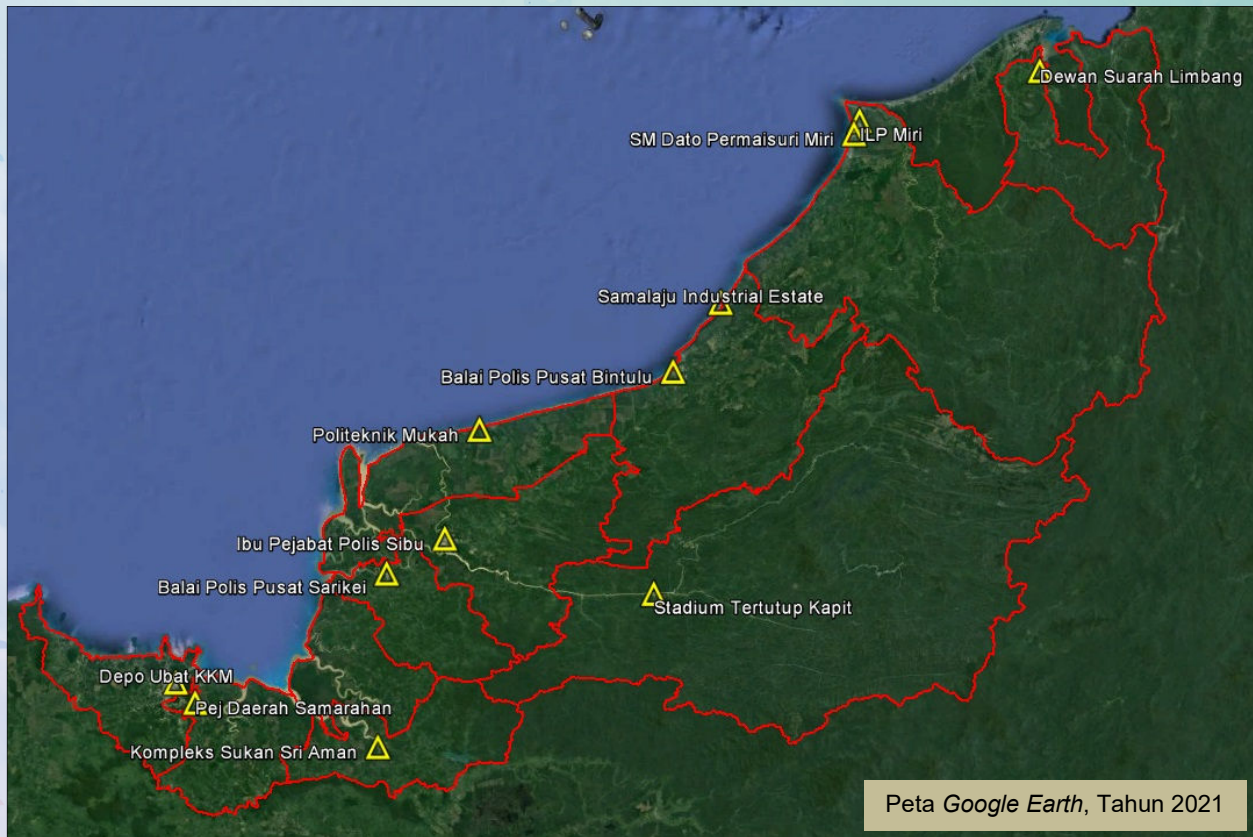 Dewan Suarah Limbang
SM Dato Permaisuri Miri
ILP Miri
Samalaju Industrial Estate
Balai Polis Pusat Bintulu
Politeknik Mukah
Ibu Pejabat Polis Sibu
Balai Polis Pusat Sarikei
Stadium Tertutup Kapit
Depo Ubat KKM
Pej Daerah Samarahan
Kompleks Sukan Sri Aman
Peta Google Earth, Tahun 2021